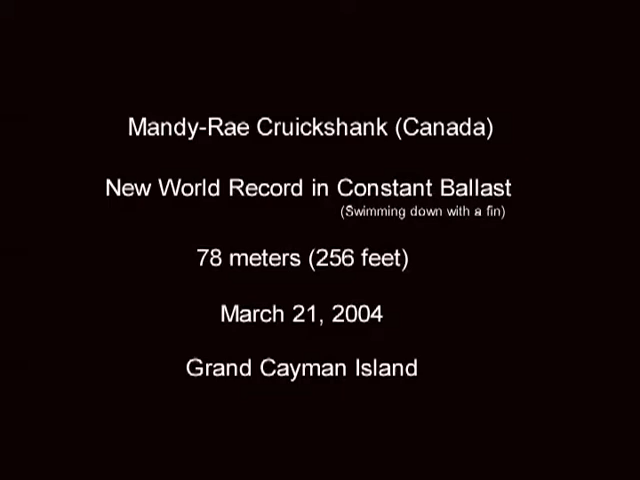 Mandy-Rae Cruickshank (Canada)
New World Record in Constant Ballast
(Swimming down with a fin)
78 meters (256 feet)
March 21, 2004
Grand Cayman Island